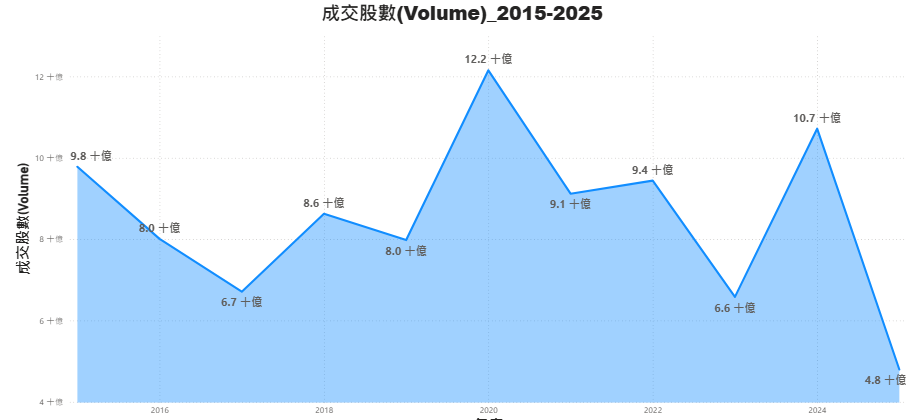 成交股數(Volume)_2015-2025
12.2 十億
12 十億
10.7 十億
9.8 十億
10 十億
9.4 十億
9.1 十億
8.6 十億
8.0 十億
8 十億
8.0 十億
成交股數(Volume)
6.7 十億
6.6 十億
6 十億
4.8 十億
4 十億
2016
2018
2020
2022
2024